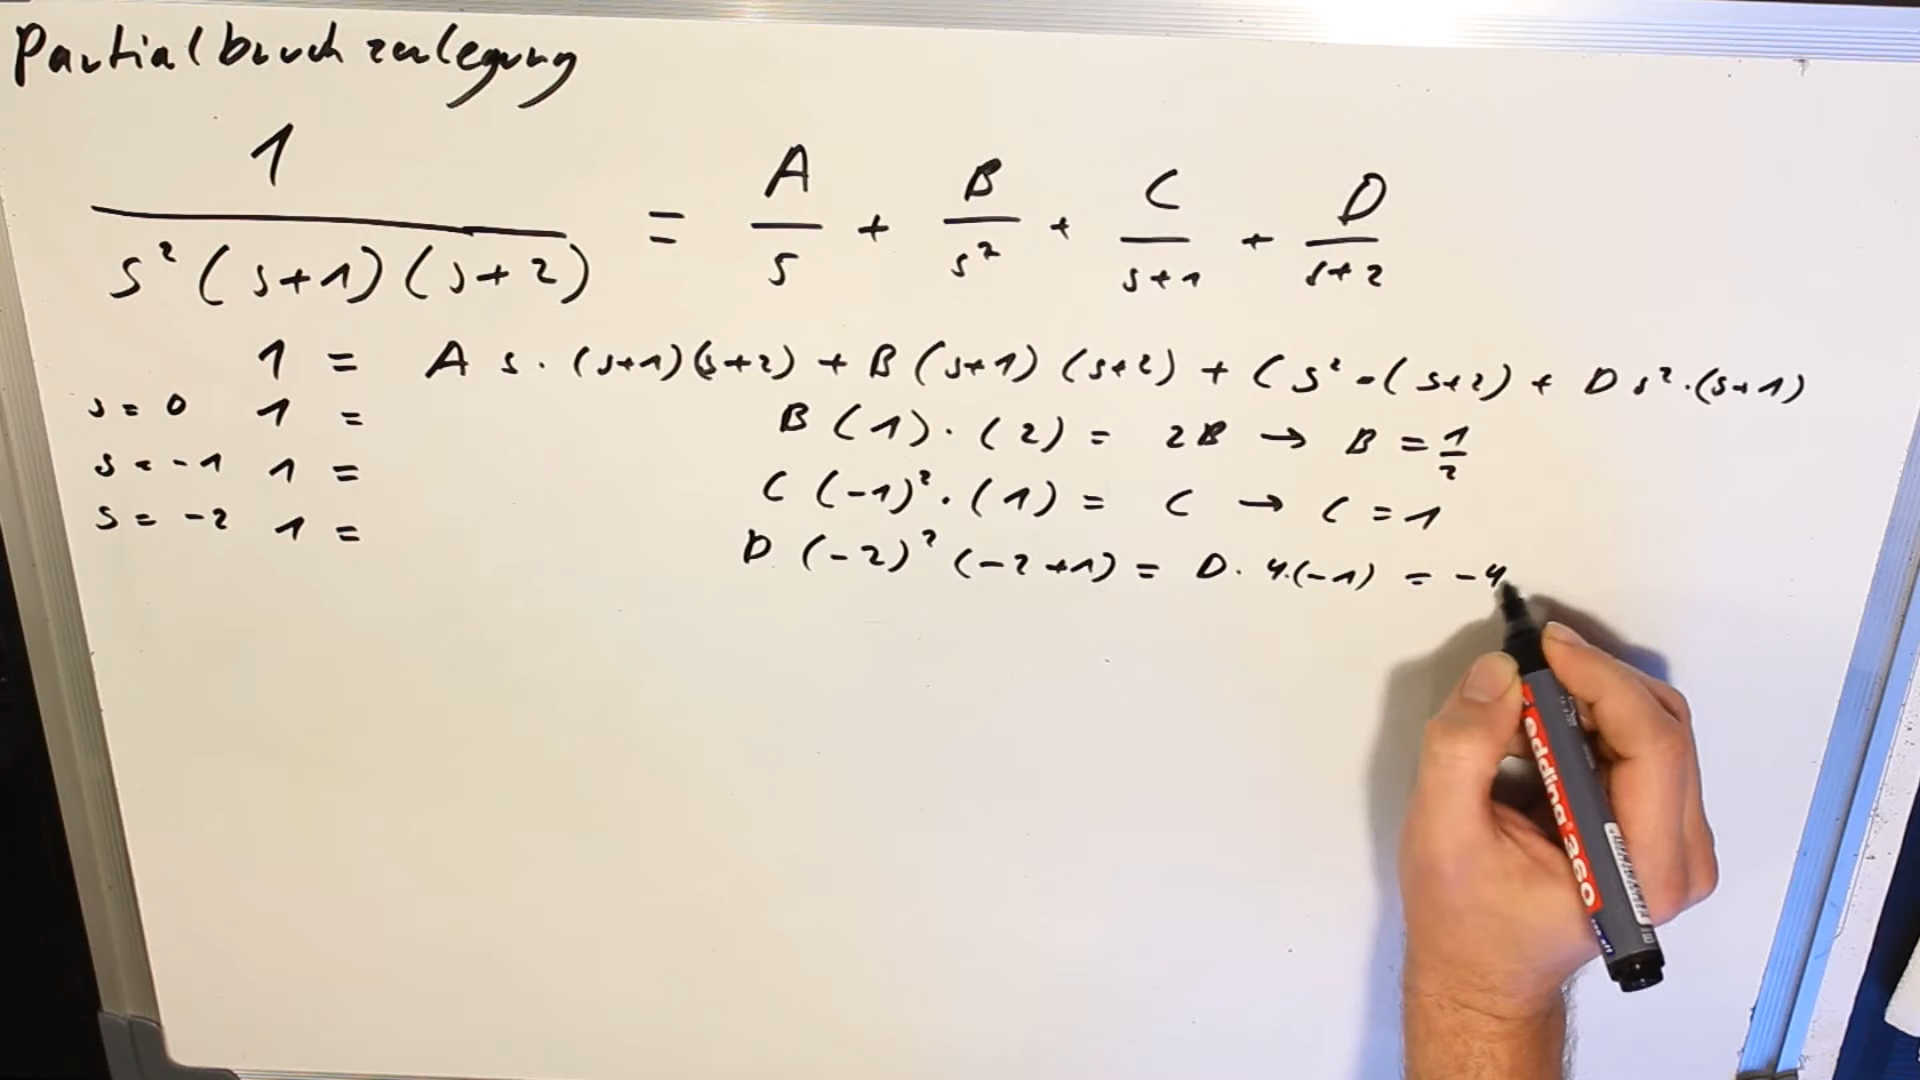 Partialbruchzerlegung
1 / s²(s+1)(s+2) = A/s + B/s² + C/s+1 + D/s+2
1 = A s · (s+1)(s+2) + B (s+1) (s+2) + C s² · (s+2) + D s² · (s+1)
s = 0 1 = B (1) · (2) = 2B → B = 1/2
s = -1 1 = C (-1)² · (1) = C → C = 1
s = -2 1 = D (-2)² (-2+1) = D · 4·(-1) = -4
edding 360